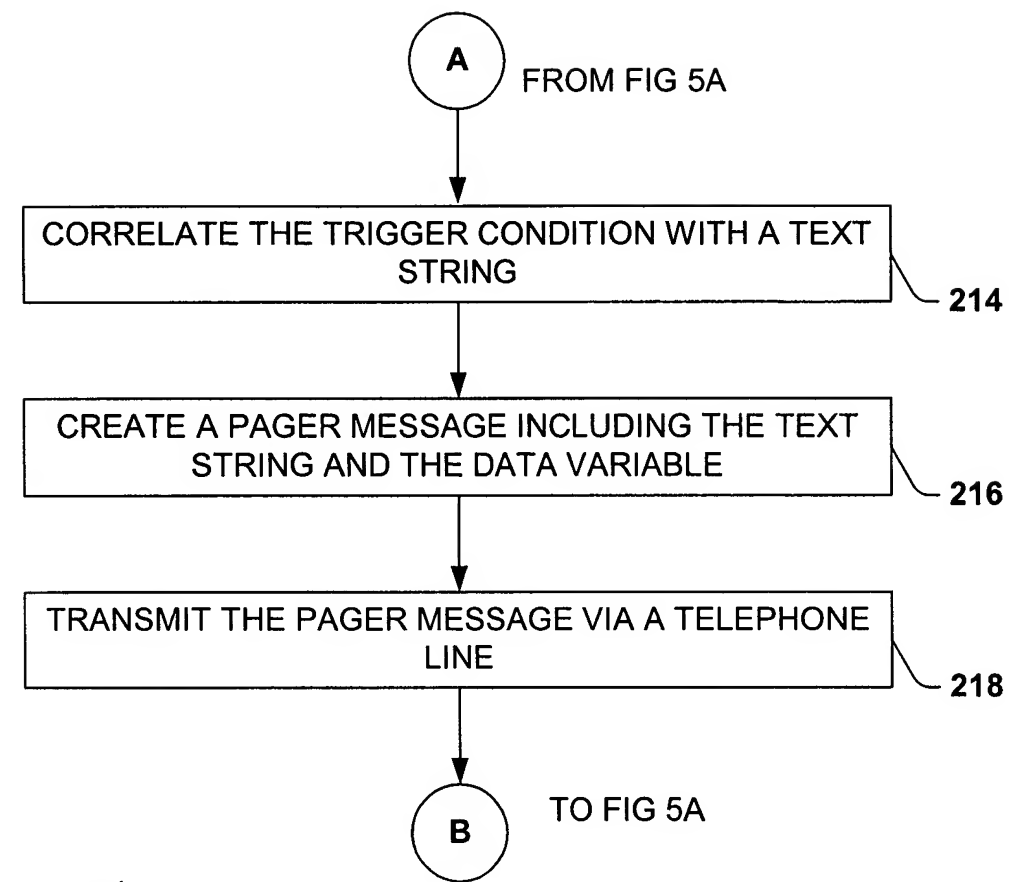 A
FROM FIG 5A
CORRELATE THE TRIGGER CONDITION WITH A TEXT
STRING
214
CREATE A PAGER MESSAGE INCLUDING THE TEXT
STRING AND THE DATA VARIABLE
216
TRANSMIT THE PAGER MESSAGE VIA A TELEPHONE
LINE
218
B
TO FIG 5A